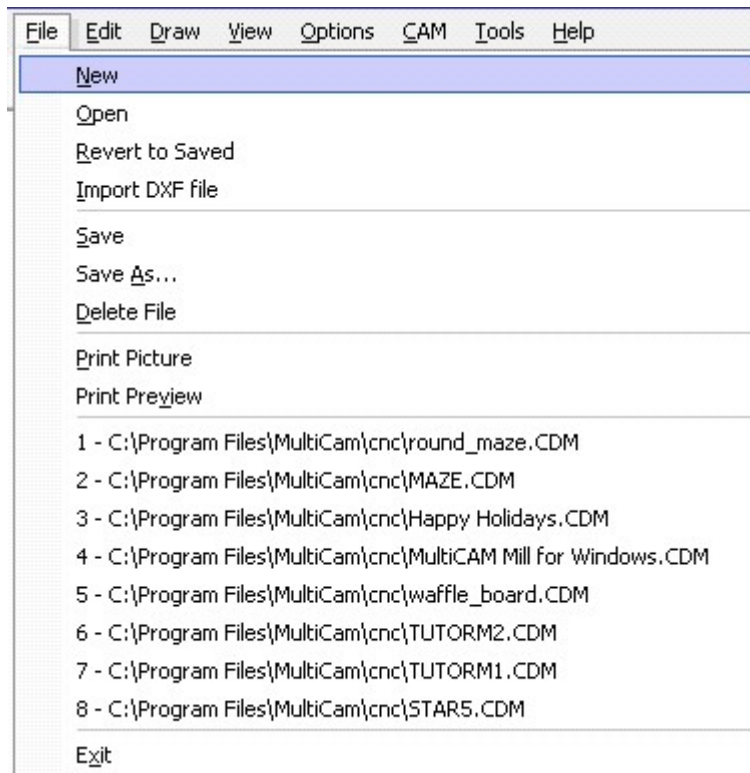 File Edit Draw View Options CAM Tools Help
New
Open
Revert to Saved
Import DXF file
Save
Save As...
Delete File
Print Picture
Print Preview
1 - C:\Program Files\MultiCam\cnc\round_maze.CDM
2 - C:\Program Files\MultiCam\cnc\MAZE.CDM
3 - C:\Program Files\MultiCam\cnc\Happy Holidays.CDM
4 - C:\Program Files\MultiCam\cnc\MultiCAM Mill for Windows.CDM
5 - C:\Program Files\MultiCam\cnc\waffle_board.CDM
6 - C:\Program Files\MultiCam\cnc\TUTORM2.CDM
7 - C:\Program Files\MultiCam\cnc\TUTORM1.CDM
8 - C:\Program Files\MultiCam\cnc\STAR5.CDM
Exit